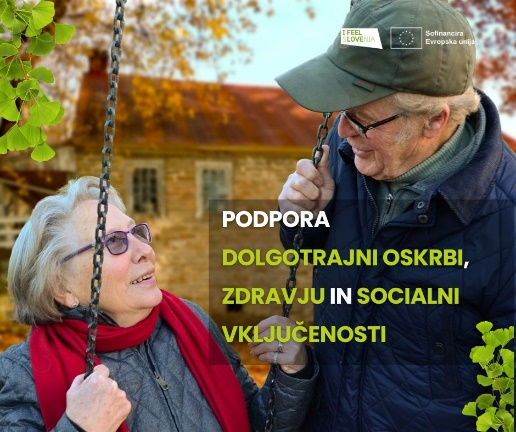 I FEEL
SLOVENIA
Sofinancira
Evropska unija
PODPORA
DOLGOTRAJNI OSKRBI,
ZDRAVJU IN SOCIALNI
VKLJUČENOSTI